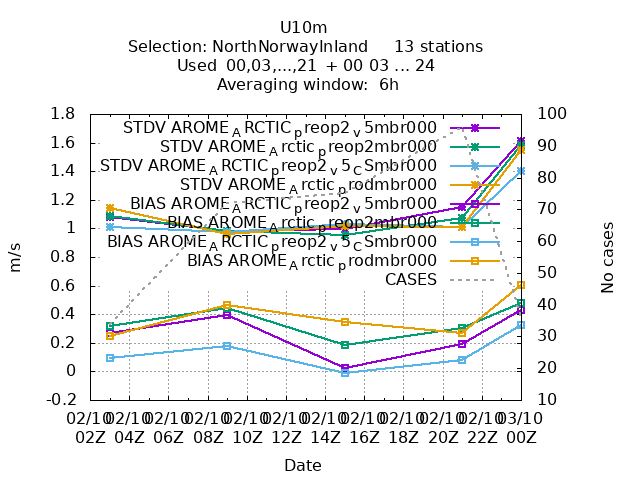 U10m
Selection: NorthNorwayInland 13 stations
Used 00,03,...,21 + 00 03 ... 24
Averaging window: 6h
1.8
1.6
1.4
1.2
1
0.8
0.6
0.4
0.2
0
-0.2
m/s
100
90
80
70
60
50
40
30
20
10
No cases
STDV AROME_ARCTIC_preop2_v5mbr000
STDV AROME_Arctic_preop2mbr000
STDV AROME_ARCTIC_preop2_v5_CSmbr000
STDV AROME_Arctic_prodmbr000
BIAS AROME_ARCTIC_preop2_v5mbr000
BIAS AROME_Arctic_preop2mbr000
BIAS AROME_ARCTIC_preop2_v5_CSmbr000
BIAS AROME_Arctic_prodmbr000
CASES
02/10 02/10 02/10 02/10 02/10 02/10 02/10 02/10 02/10 02/10 02/10 03/10
02Z 04Z 06Z 08Z 10Z 12Z 14Z 16Z 18Z 20Z 22Z 00Z
Date